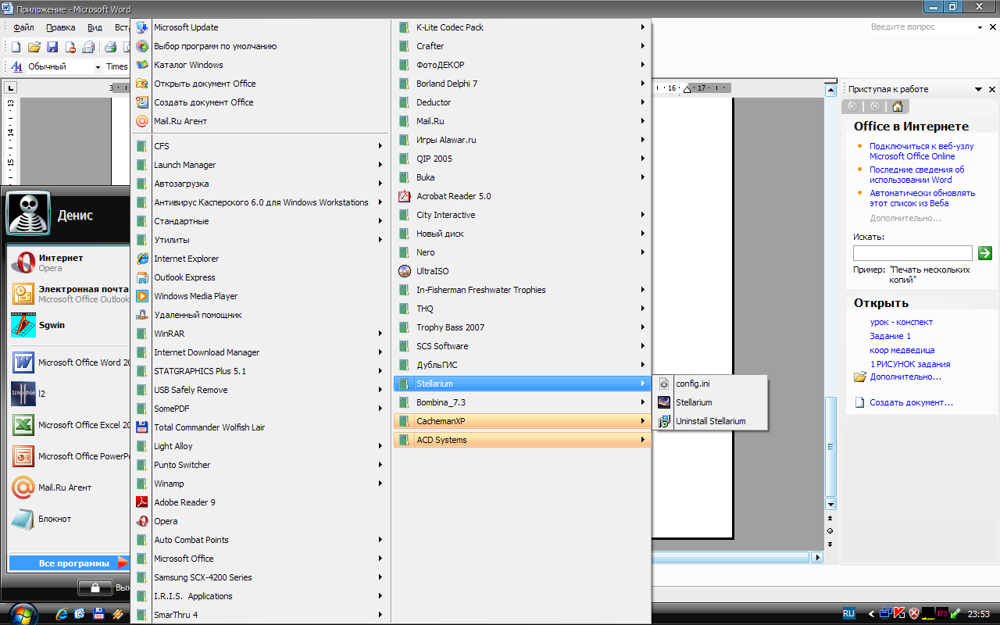 Приложение - Microsoft Word
Файл
Правка
Вид
Введите вопрос
Обычный
Times
3
16
17
13
14
15
Денис
Интернет
Opera
Электронная почта
Microsoft Office Outlook
Sgwin
Microsoft Office Word 20
l2
Microsoft Office Excel 20
Microsoft Office PowerP
Mail.Ru Агент
Блокнот
Все программы
Microsoft Update
Выбор программ по умолчанию
Каталог Windows
Открыть документ Office
Создать документ Office
Mail.Ru Агент
CFS
Launch Manager
Автозагрузка
Антивирус Касперского 6.0 для Windows Workstations
Стандартные
Утилиты
Internet Explorer
Outlook Express
Windows Media Player
Удаленный помощник
WinRAR
Internet Download Manager
STATGRAPHICS Plus 5.1
USB Safely Remove
SomePDF
Total Commander Wolfish Lair
Light Alloy
Punto Switcher
Winamp
Adobe Reader 9
Opera
Auto Combat Points
Microsoft Office
Samsung SCX-4200 Series
I.R.I.S. Applications
SmarThru 4
K-Lite Codec Pack
Crafter
ФотоДЕКОР
Borland Delphi 7
Deductor
Mail.Ru
Игры Alawar.ru
QIP 2005
Buka
Acrobat Reader 5.0
City Interactive
Новый диск
Nero
UltraISO
In-Fisherman Freshwater Trophies
THQ
Trophy Bass 2007
SCS Software
ДубльГИС
Stellarium
Bombina_7.3
CachemanXP
ACD Systems
config.ini
Stellarium
Uninstall Stellarium
Приступая к работе
Office в Интернете
Подключиться к веб-узлу
Microsoft Office Online
Последние сведения об
использовании Word
Автоматически обновлять
этот список из Веба
Дополнительно...
Искать:
Пример: "Печать нескольких
копий"
Открыть
урок - конспект
Задание 1
коор медведица
1 РИСУНОК задания
Дополнительно...
Создать документ...
RU
173
23:53